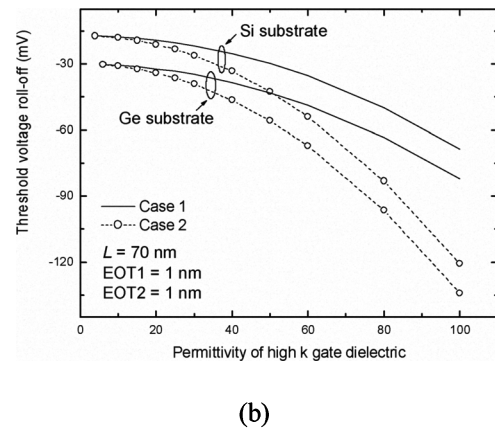 Si substrate
Ge substrate
Threshold voltage roll-off (mV)
-30
-60
-90
-120
Case 1
Case 2
L = 70 nm
EOT1 = 1 nm
EOT2 = 1 nm
0 20 40 60 80 100
Permittivity of high k gate dielectric
(b)